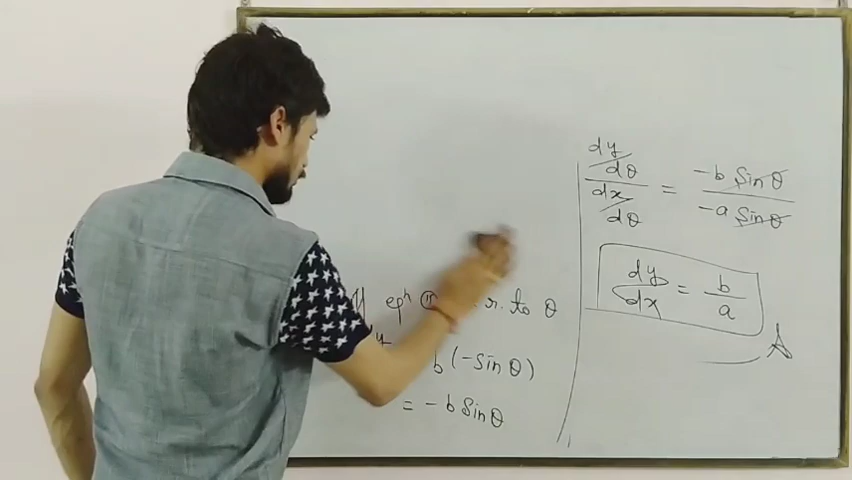 eqⁿ r. to θ
b (-Sin θ)
= -b Sin θ
dy/dθ / dx/dθ = -b Sin θ / -a Sin θ
dy/dx = b/a
A